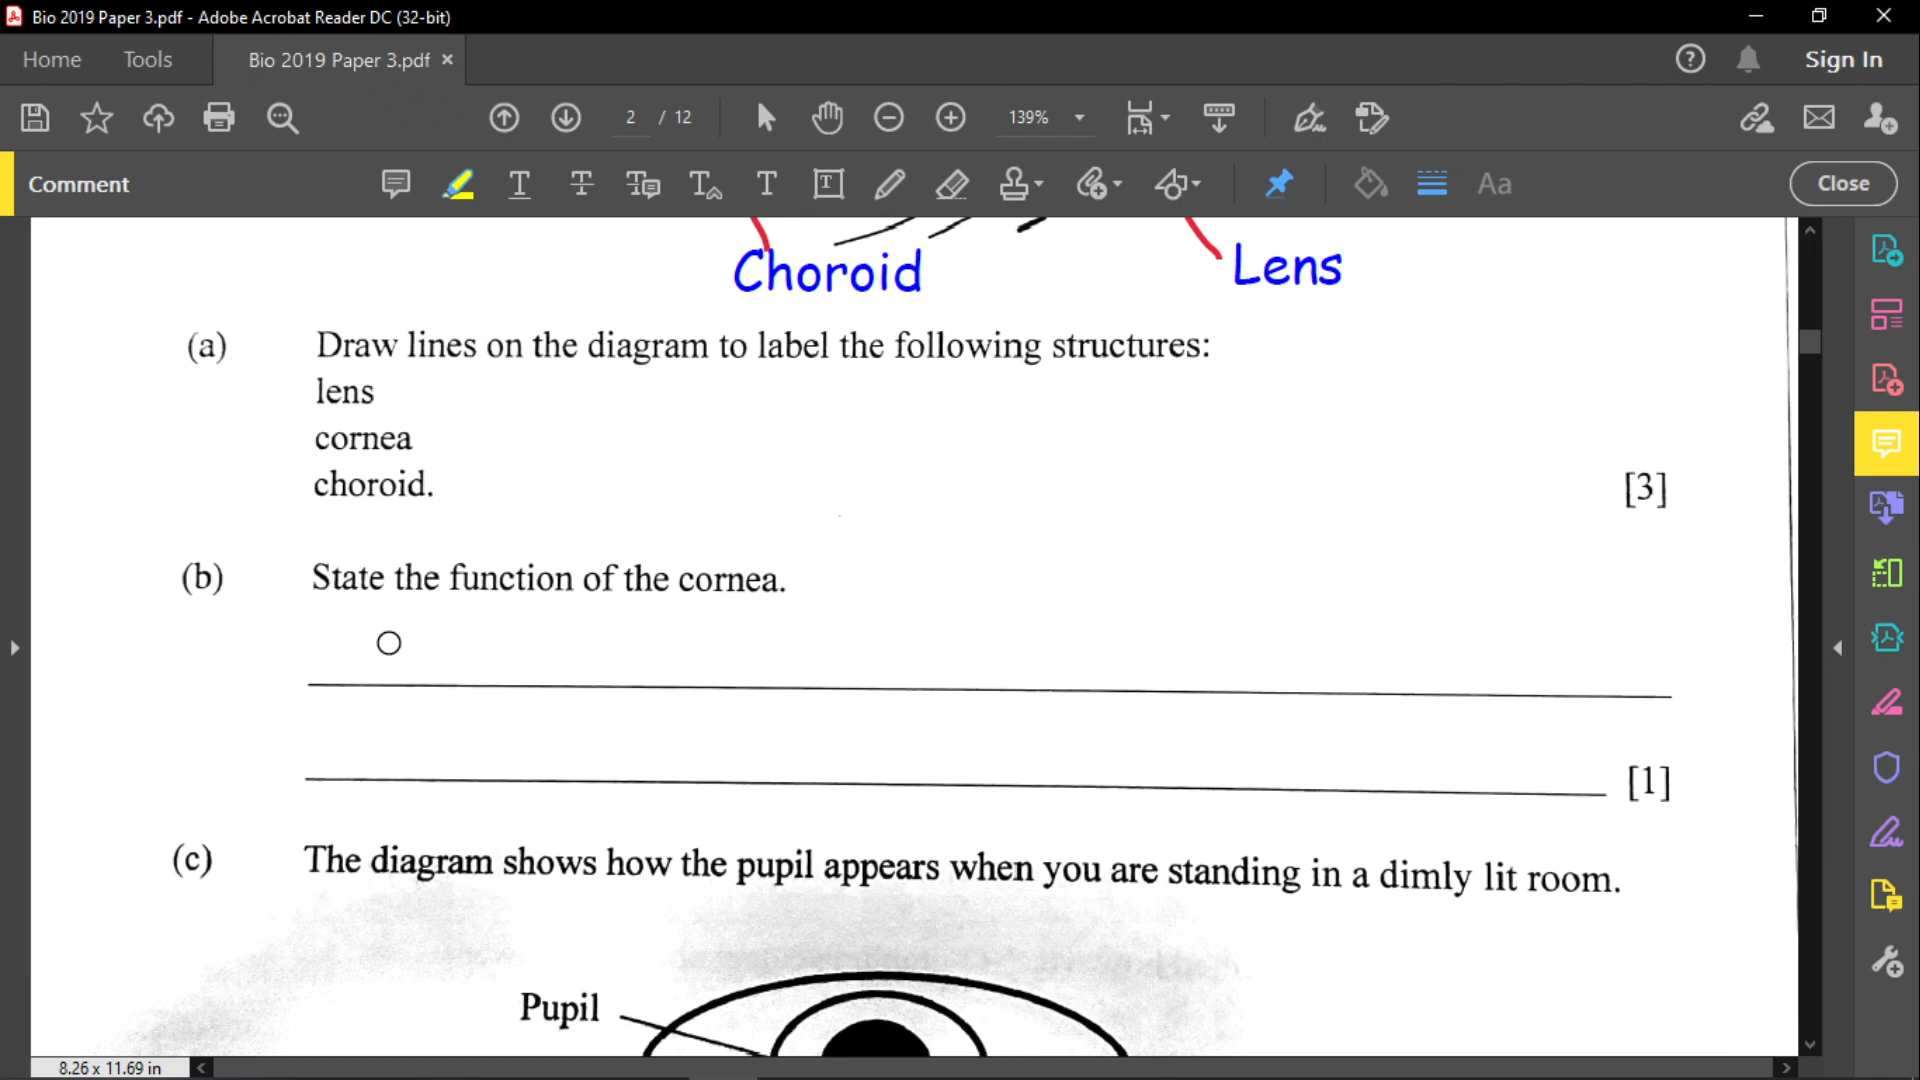 Bio 2019 Paper 3.pdf - Adobe Acrobat Reader DC (32-bit)
Home Tools Bio 2019 Paper 3.pdf × Sign In
2 / 12 139%
Comment Aa Close
Choroid Lens
(a) Draw lines on the diagram to label the following structures:
lens
cornea
choroid. [3]
(b) State the function of the cornea.
[1]
(c) The diagram shows how the pupil appears when you are standing in a dimly lit room.
Pupil
8.26 x 11.69 in